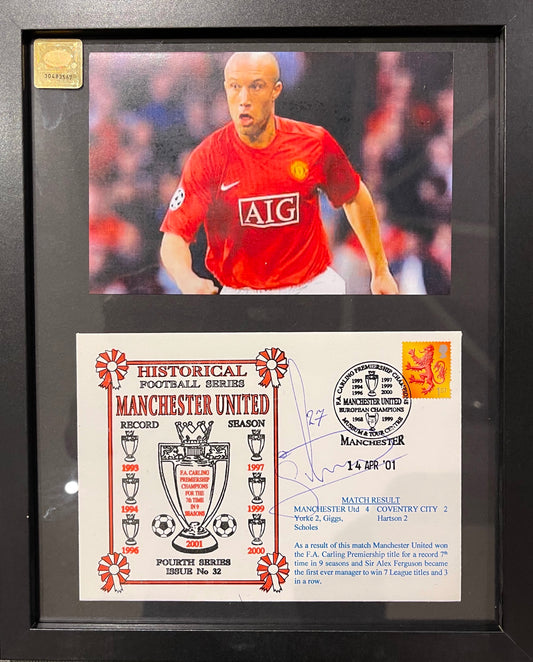 30483562
AIG
HISTORICAL
FOOTBALL SERIES
MANCHESTER UNITED
RECORD SEASON
1993 1997
1994 1999
1996 2000
F.A. CARLING
PREMIERSHIP
CHAMPIONS
FOR THE
7th TIME
IN 9
SEASONS
2001
FOURTH SERIES
ISSUE No 32
27
F.A. CARLING PREMIERSHIP CHAMPIONS
1993 1997
1994 1999
1996 2000
MANCHESTER UNITED
EUROPEAN CHAMPIONS
1968 1999
MUSEUM & TOUR CENTRE
MANCHESTER
14 APR '01
1st
MATCH RESULT
MANCHESTER Utd 4 COVENTRY CITY 2
Yorke 2, Giggs, Hartson 2
Scholes
As a result of this match Manchester United won
the F.A. Carling Premiership title for a record 7th
time in 9 seasons and Sir Alex Ferguson became
the first ever manager to win 7 League titles and 3
in a row.